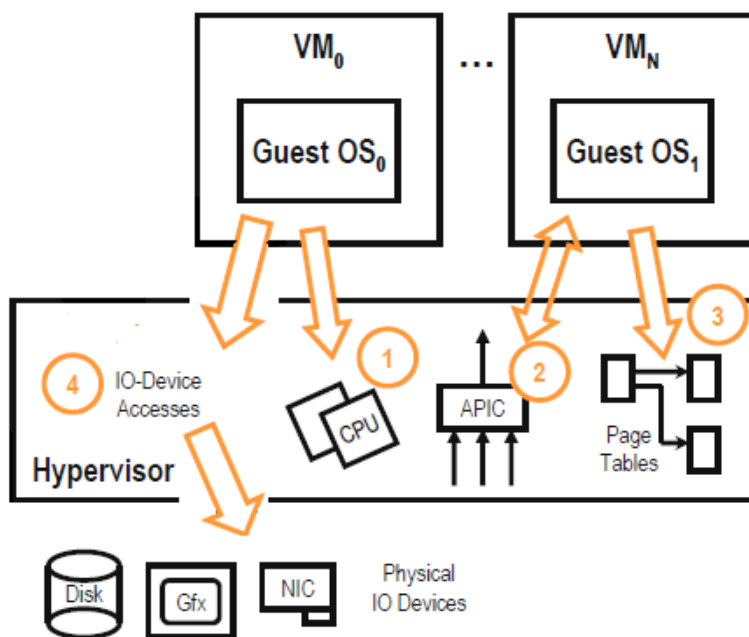 VM₀
...
VM_N
Guest OS₀
Guest OS₁
3
1
4
IO-Device
Accesses
2
APIC
CPU
Page
Tables
Hypervisor
Disk
Gfx
NIC
Physical
IO Devices